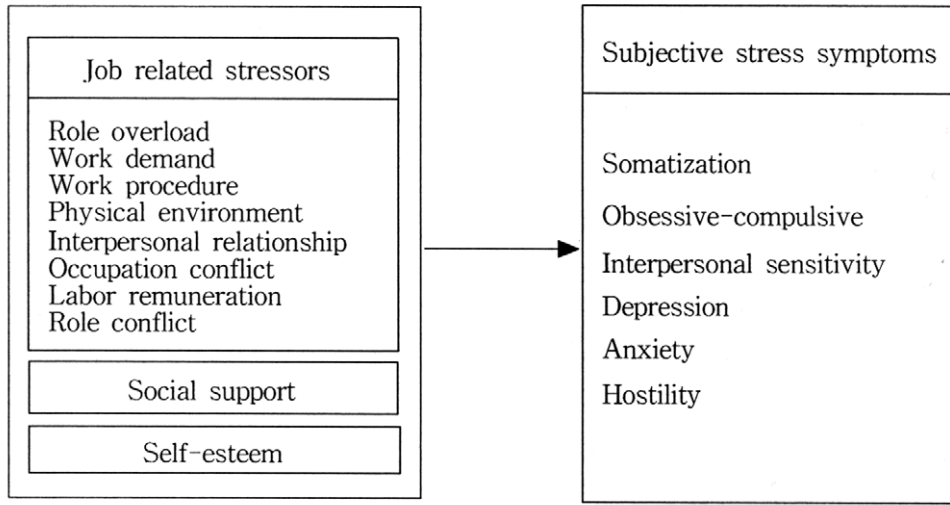 Job related stressors
Role overload
Work demand
Work procedure
Physical environment
Interpersonal relationship
Occupation conflict
Labor remuneration
Role conflict
Social support
Self-esteem
Subjective stress symptoms
Somatization
Obsessive-compulsive
Interpersonal sensitivity
Depression
Anxiety
Hostility